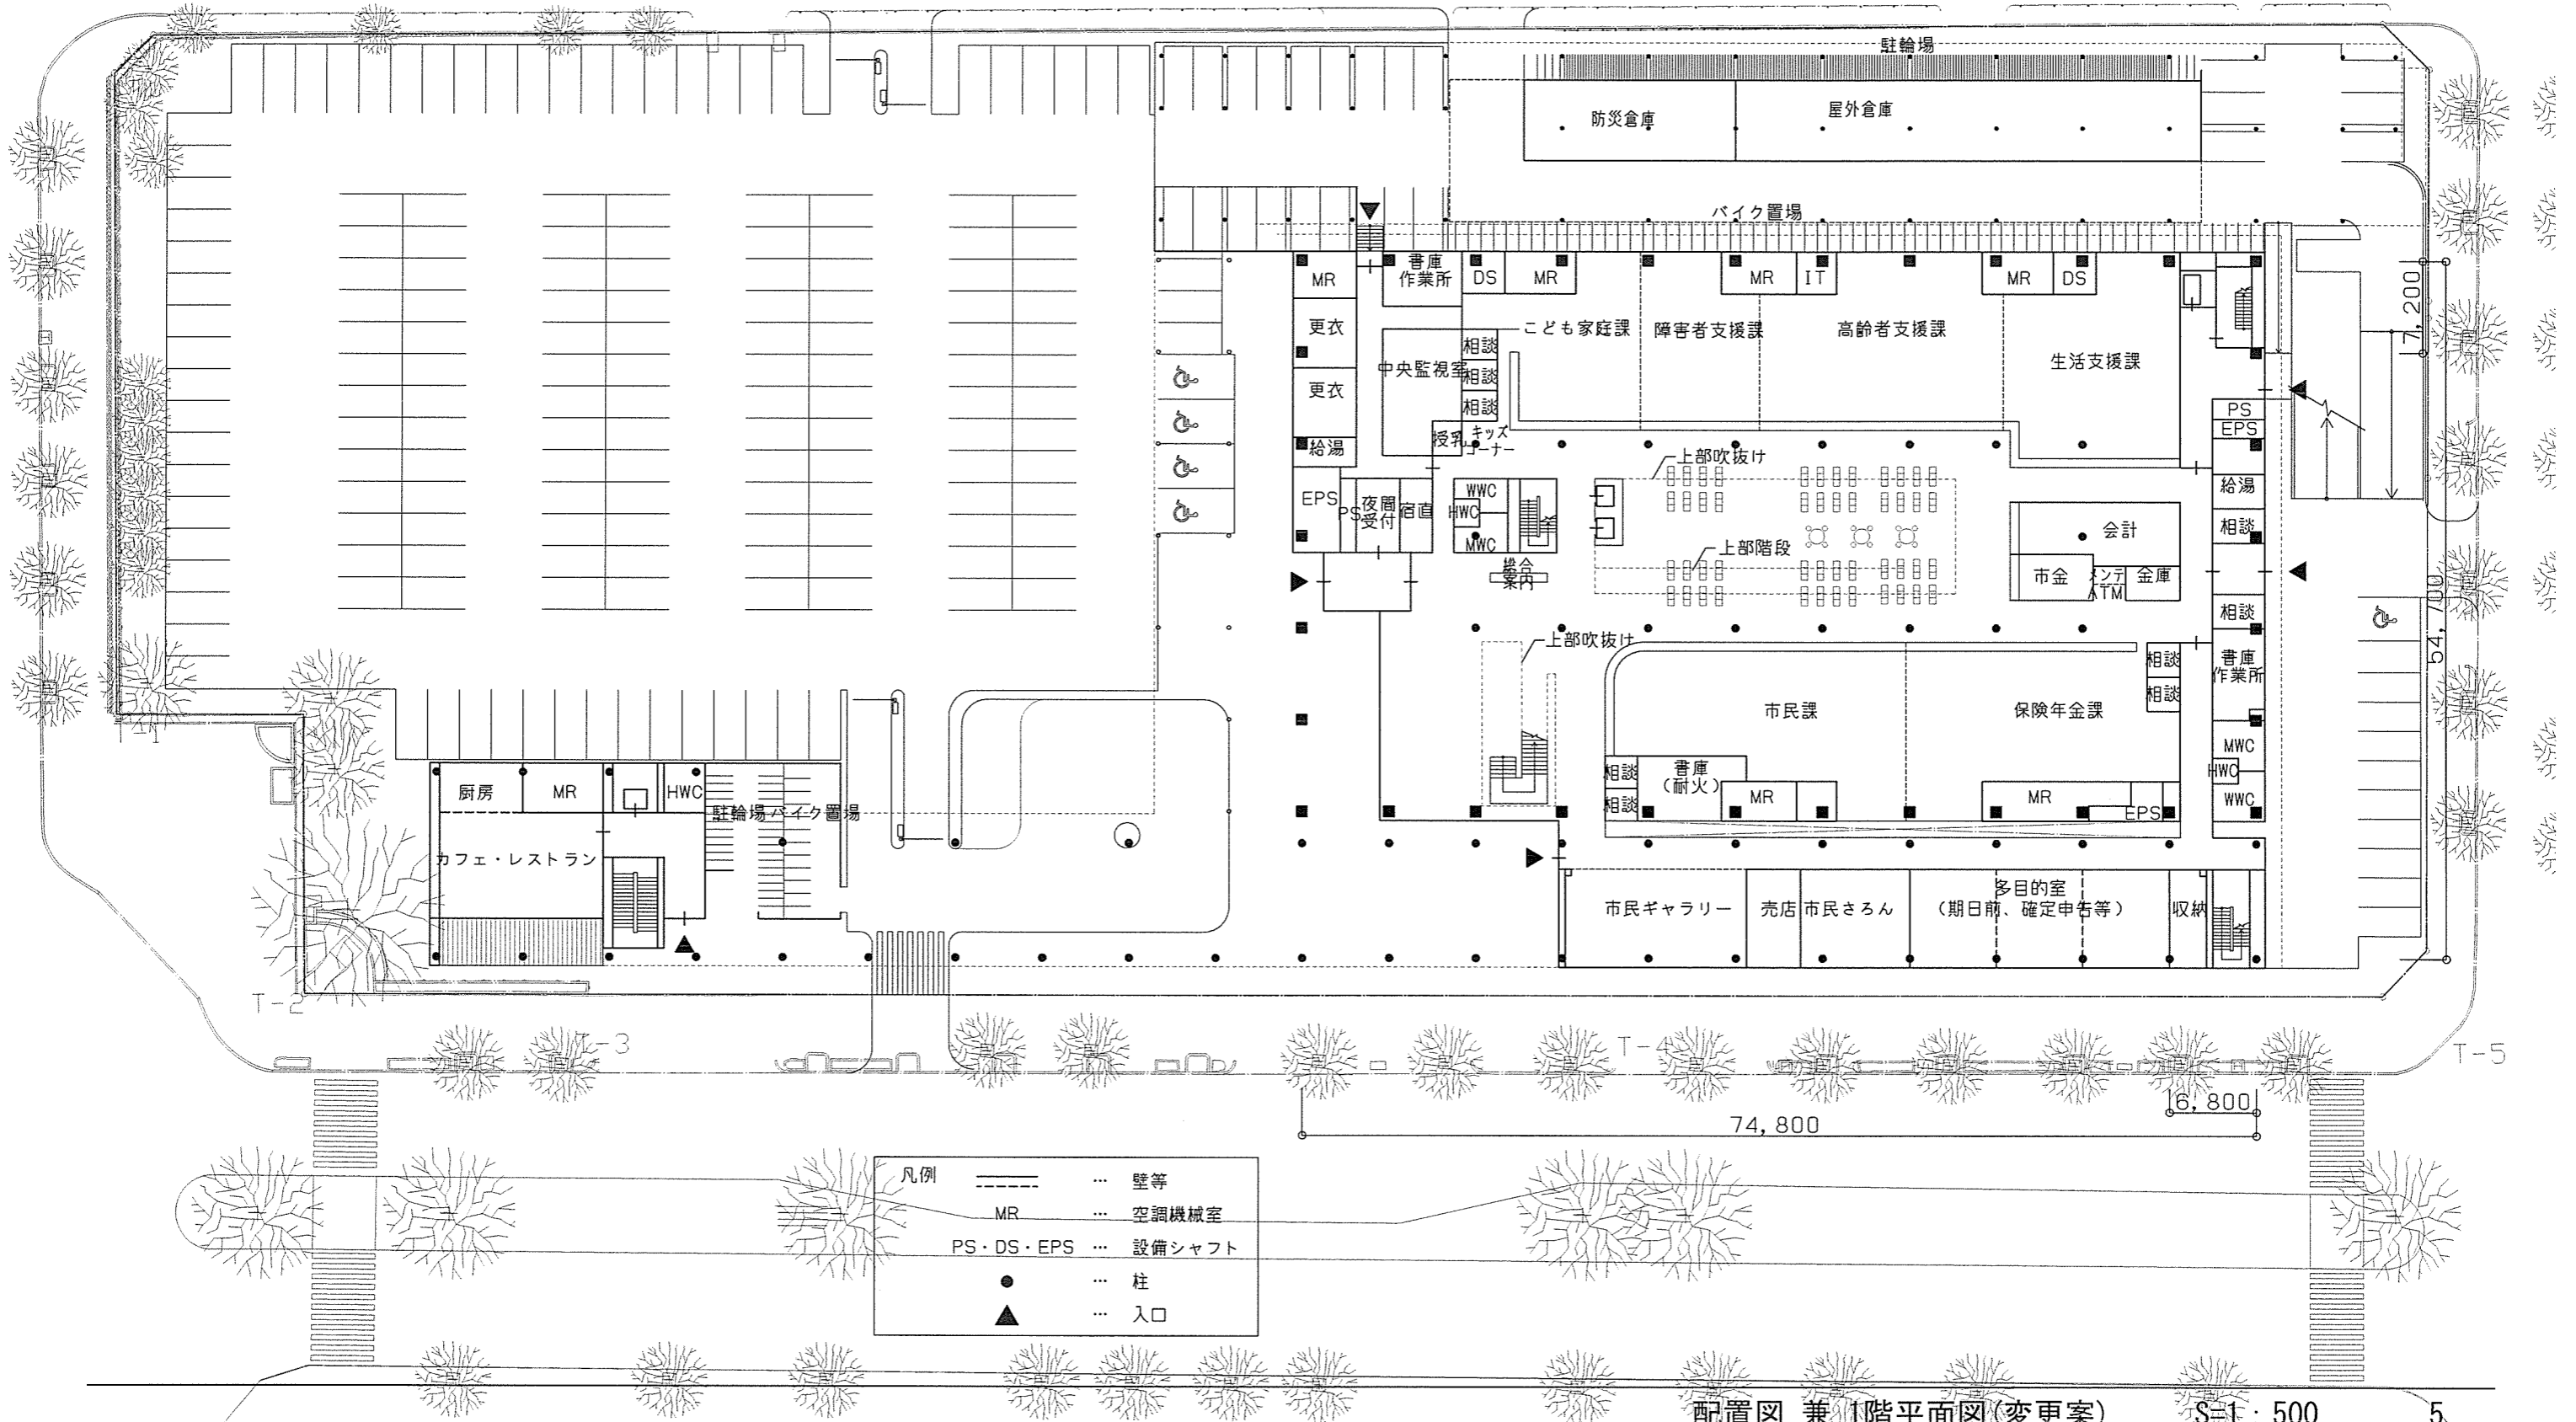 駐輪場
防災倉庫
屋外倉庫
バイク置場
MR
書庫
作業所
DS
MR
MR
IT
MR
DS
7,200
更衣
こども家庭課
障害者支援課
高齢者支援課
相談
中央監視室
相談
生活支援課
更衣
相談
PS
EPS
給湯
授乳
キッズ
コーナー
上部吹抜け
EPS
PS
夜間
受付
宿直
WWC
HWC
MWC
給湯
相談
会計
上部階段
総合
案内
市金
メンテ
ATM
金庫
54,700
相談
上部吹抜け
相談
相談
書庫
作業所
市民課
保険年金課
MWC
HWC
WWC
厨房
MR
HWC
駐輪場
バイク置場
相談
相談
書庫
(耐火)
MR
MR
EPS
カフェ・レストラン
市民ギャラリー
売店
市民さろん
多目的室
(期日前、確定申告等)
収納
T-2
T-3
T-4
T-5
6,800
74,800
凡例
… 壁等
MR … 空調機械室
PS・DS・EPS … 設備シャフト
… 柱
… 入口
配置図 兼 1階平面図(変更案) S=1:500 5